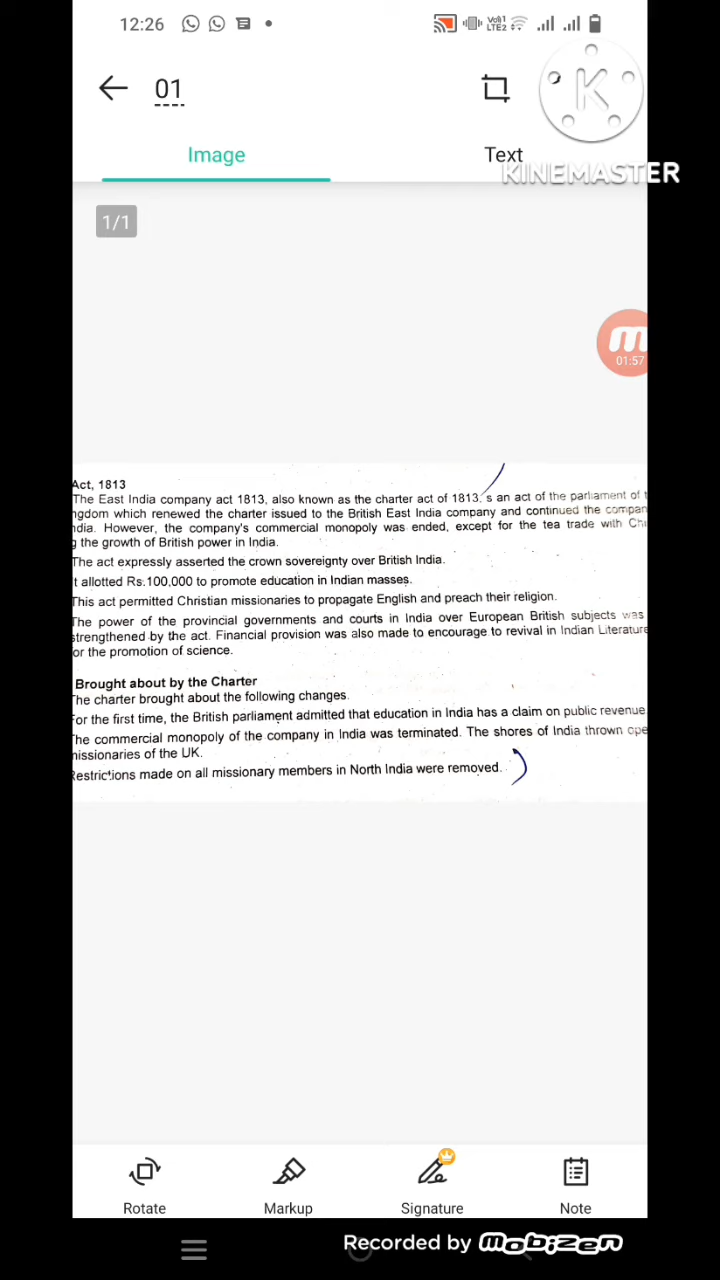 12:26
Vo)) 1
LTE2
01
Image
Text
K
KINEMASTER
1/1
m
01:57
Act, 1813
The East India company act 1813, also known as the charter act of 1813, s an act of the parliament of t
ngdom which renewed the charter issued to the British East India company and continued the compan
ndia. However, the company's commercial monopoly was ended, except for the tea trade with Chi
g the growth of British power in India.
The act expressly asserted the crown sovereignty over British India.
t allotted Rs.100,000 to promote education in Indian masses.
This act permitted Christian missionaries to propagate English and preach their religion.
The power of the provincial governments and courts in India over European British subjects was
strengthened by the act. Financial provision was also made to encourage to revival in Indian Literature
or the promotion of science.
Brought about by the Charter
The charter brought about the following changes.
For the first time, the British parliament admitted that education in India has a claim on public revenue
The commercial monopoly of the company in India was terminated. The shores of India thrown ope
missionaries of the UK.
Restrictions made on all missionary members in North India were removed.
Rotate
Markup
Signature
Note
Recorded by mobizen